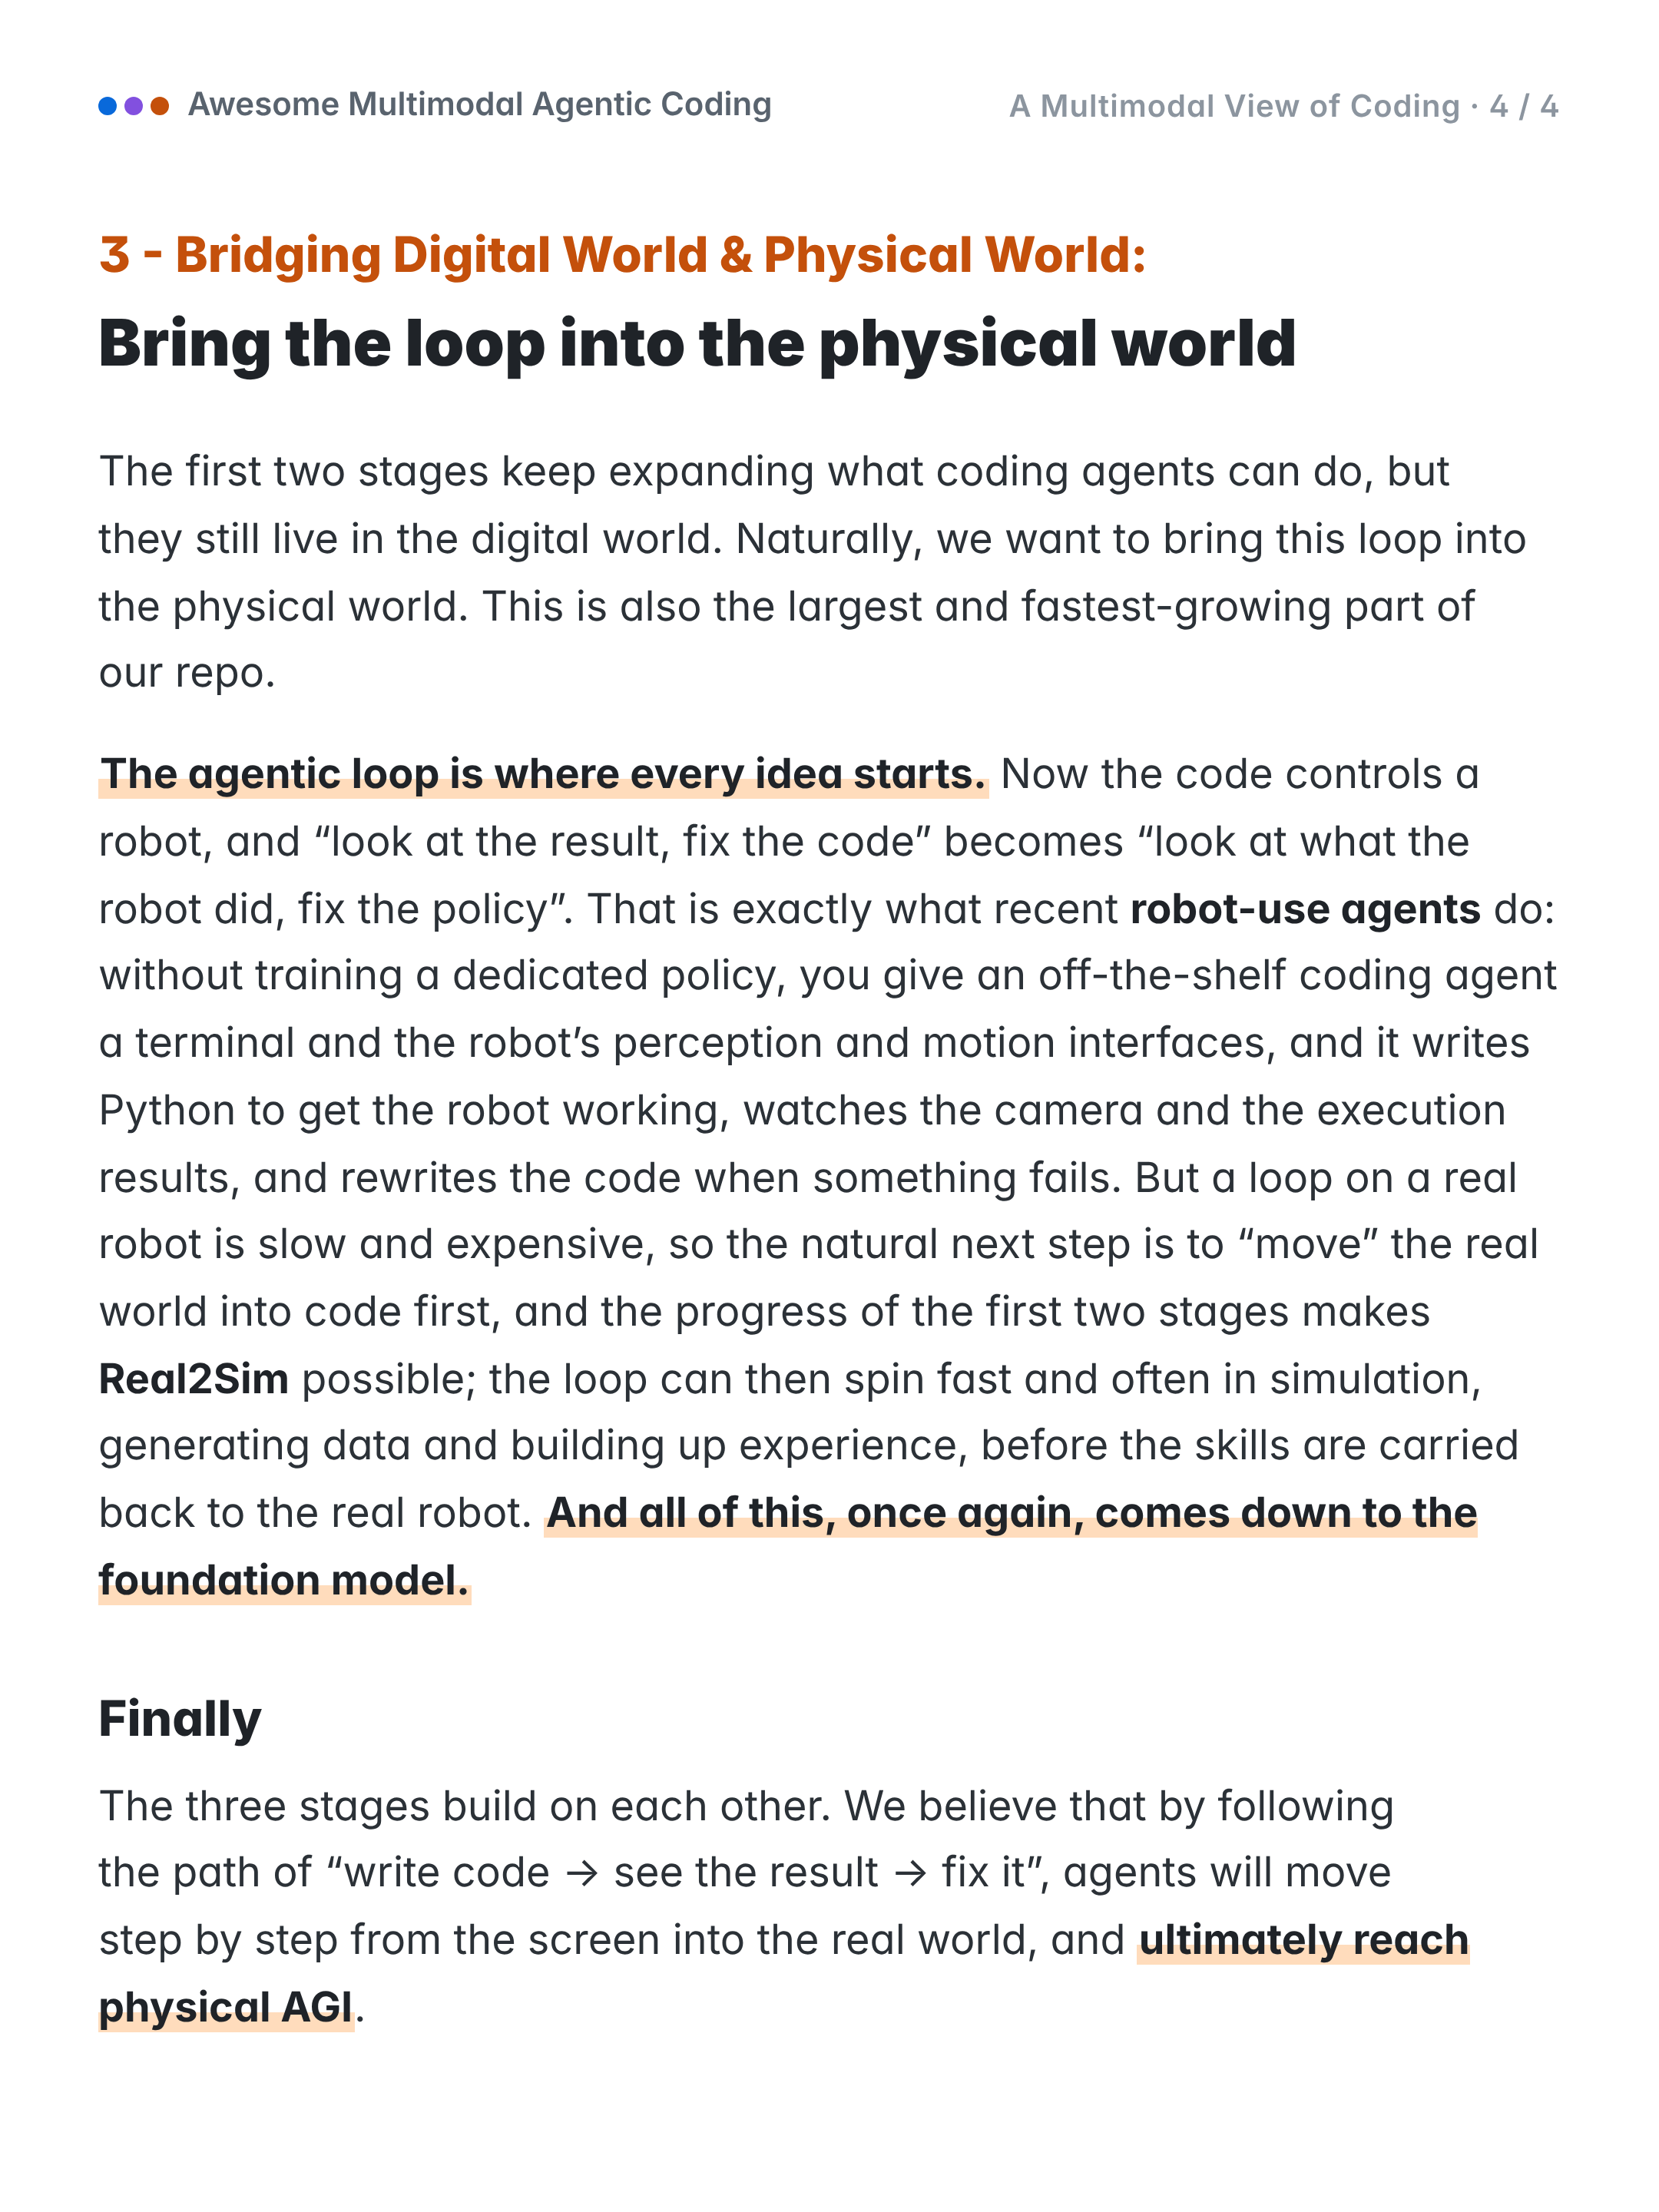 Awesome Multimodal Agentic Coding
A Multimodal View of Coding · 4 / 4
3 - Bridging Digital World & Physical World:
Bring the loop into the physical world
The first two stages keep expanding what coding agents can do, but
they still live in the digital world. Naturally, we want to bring this loop into
the physical world. This is also the largest and fastest-growing part of
our repo.
The agentic loop is where every idea starts. Now the code controls a
robot, and “look at the result, fix the code” becomes “look at what the
robot did, fix the policy”. That is exactly what recent robot-use agents do:
without training a dedicated policy, you give an off-the-shelf coding agent
a terminal and the robot’s perception and motion interfaces, and it writes
Python to get the robot working, watches the camera and the execution
results, and rewrites the code when something fails. But a loop on a real
robot is slow and expensive, so the natural next step is to “move” the real
world into code first, and the progress of the first two stages makes
Real2Sim possible; the loop can then spin fast and often in simulation,
generating data and building up experience, before the skills are carried
back to the real robot. And all of this, once again, comes down to the
foundation model.
Finally
The three stages build on each other. We believe that by following
the path of “write code → see the result → fix it”, agents will move
step by step from the screen into the real world, and ultimately reach
physical AGI.